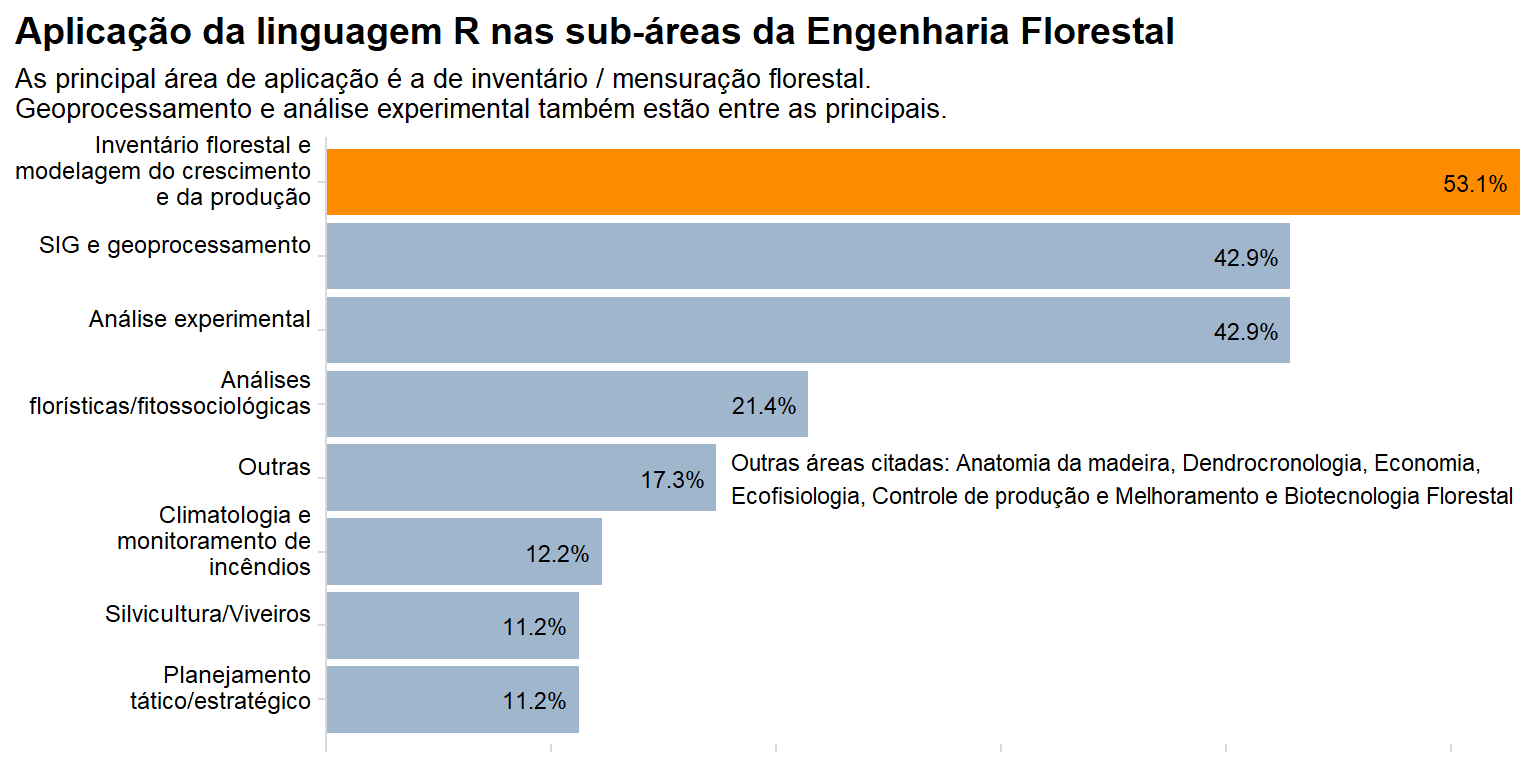 Aplicação da linguagem R nas sub-áreas da Engenharia Florestal
As principal área de aplicação é a de inventário / mensuração florestal.
Geoprocessamento e análise experimental também estão entre as principais.
Inventário florestal e
modelagem do crescimento
e da produção
53.1%
SIG e geoprocessamento
42.9%
Análise experimental
42.9%
Análises
florísticas/fitossociológicas
21.4%
Outras
17.3%
Outras áreas citadas: Anatomia da madeira, Dendrocronologia, Economia,
Ecofisiologia, Controle de produção e Melhoramento e Biotecnologia Florestal
Climatologia e
monitoramento de
incêndios
12.2%
Silvicultura/Viveiros
11.2%
Planejamento
tático/estratégico
11.2%